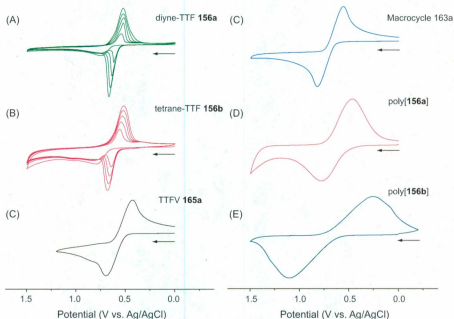 (A)
diyne-TTF 156a
(B)
tetrane-TTF 156b
(C)
TTFV 165a
1.5 1.0 0.5 0.0
Potential (V vs. Ag/AgCl)
(C)
Macrocycle 163a
(D)
poly[156a]
(E)
poly[156b]
1.5 1.0 0.5 0.0
Potential (V vs. Ag/AgCl)